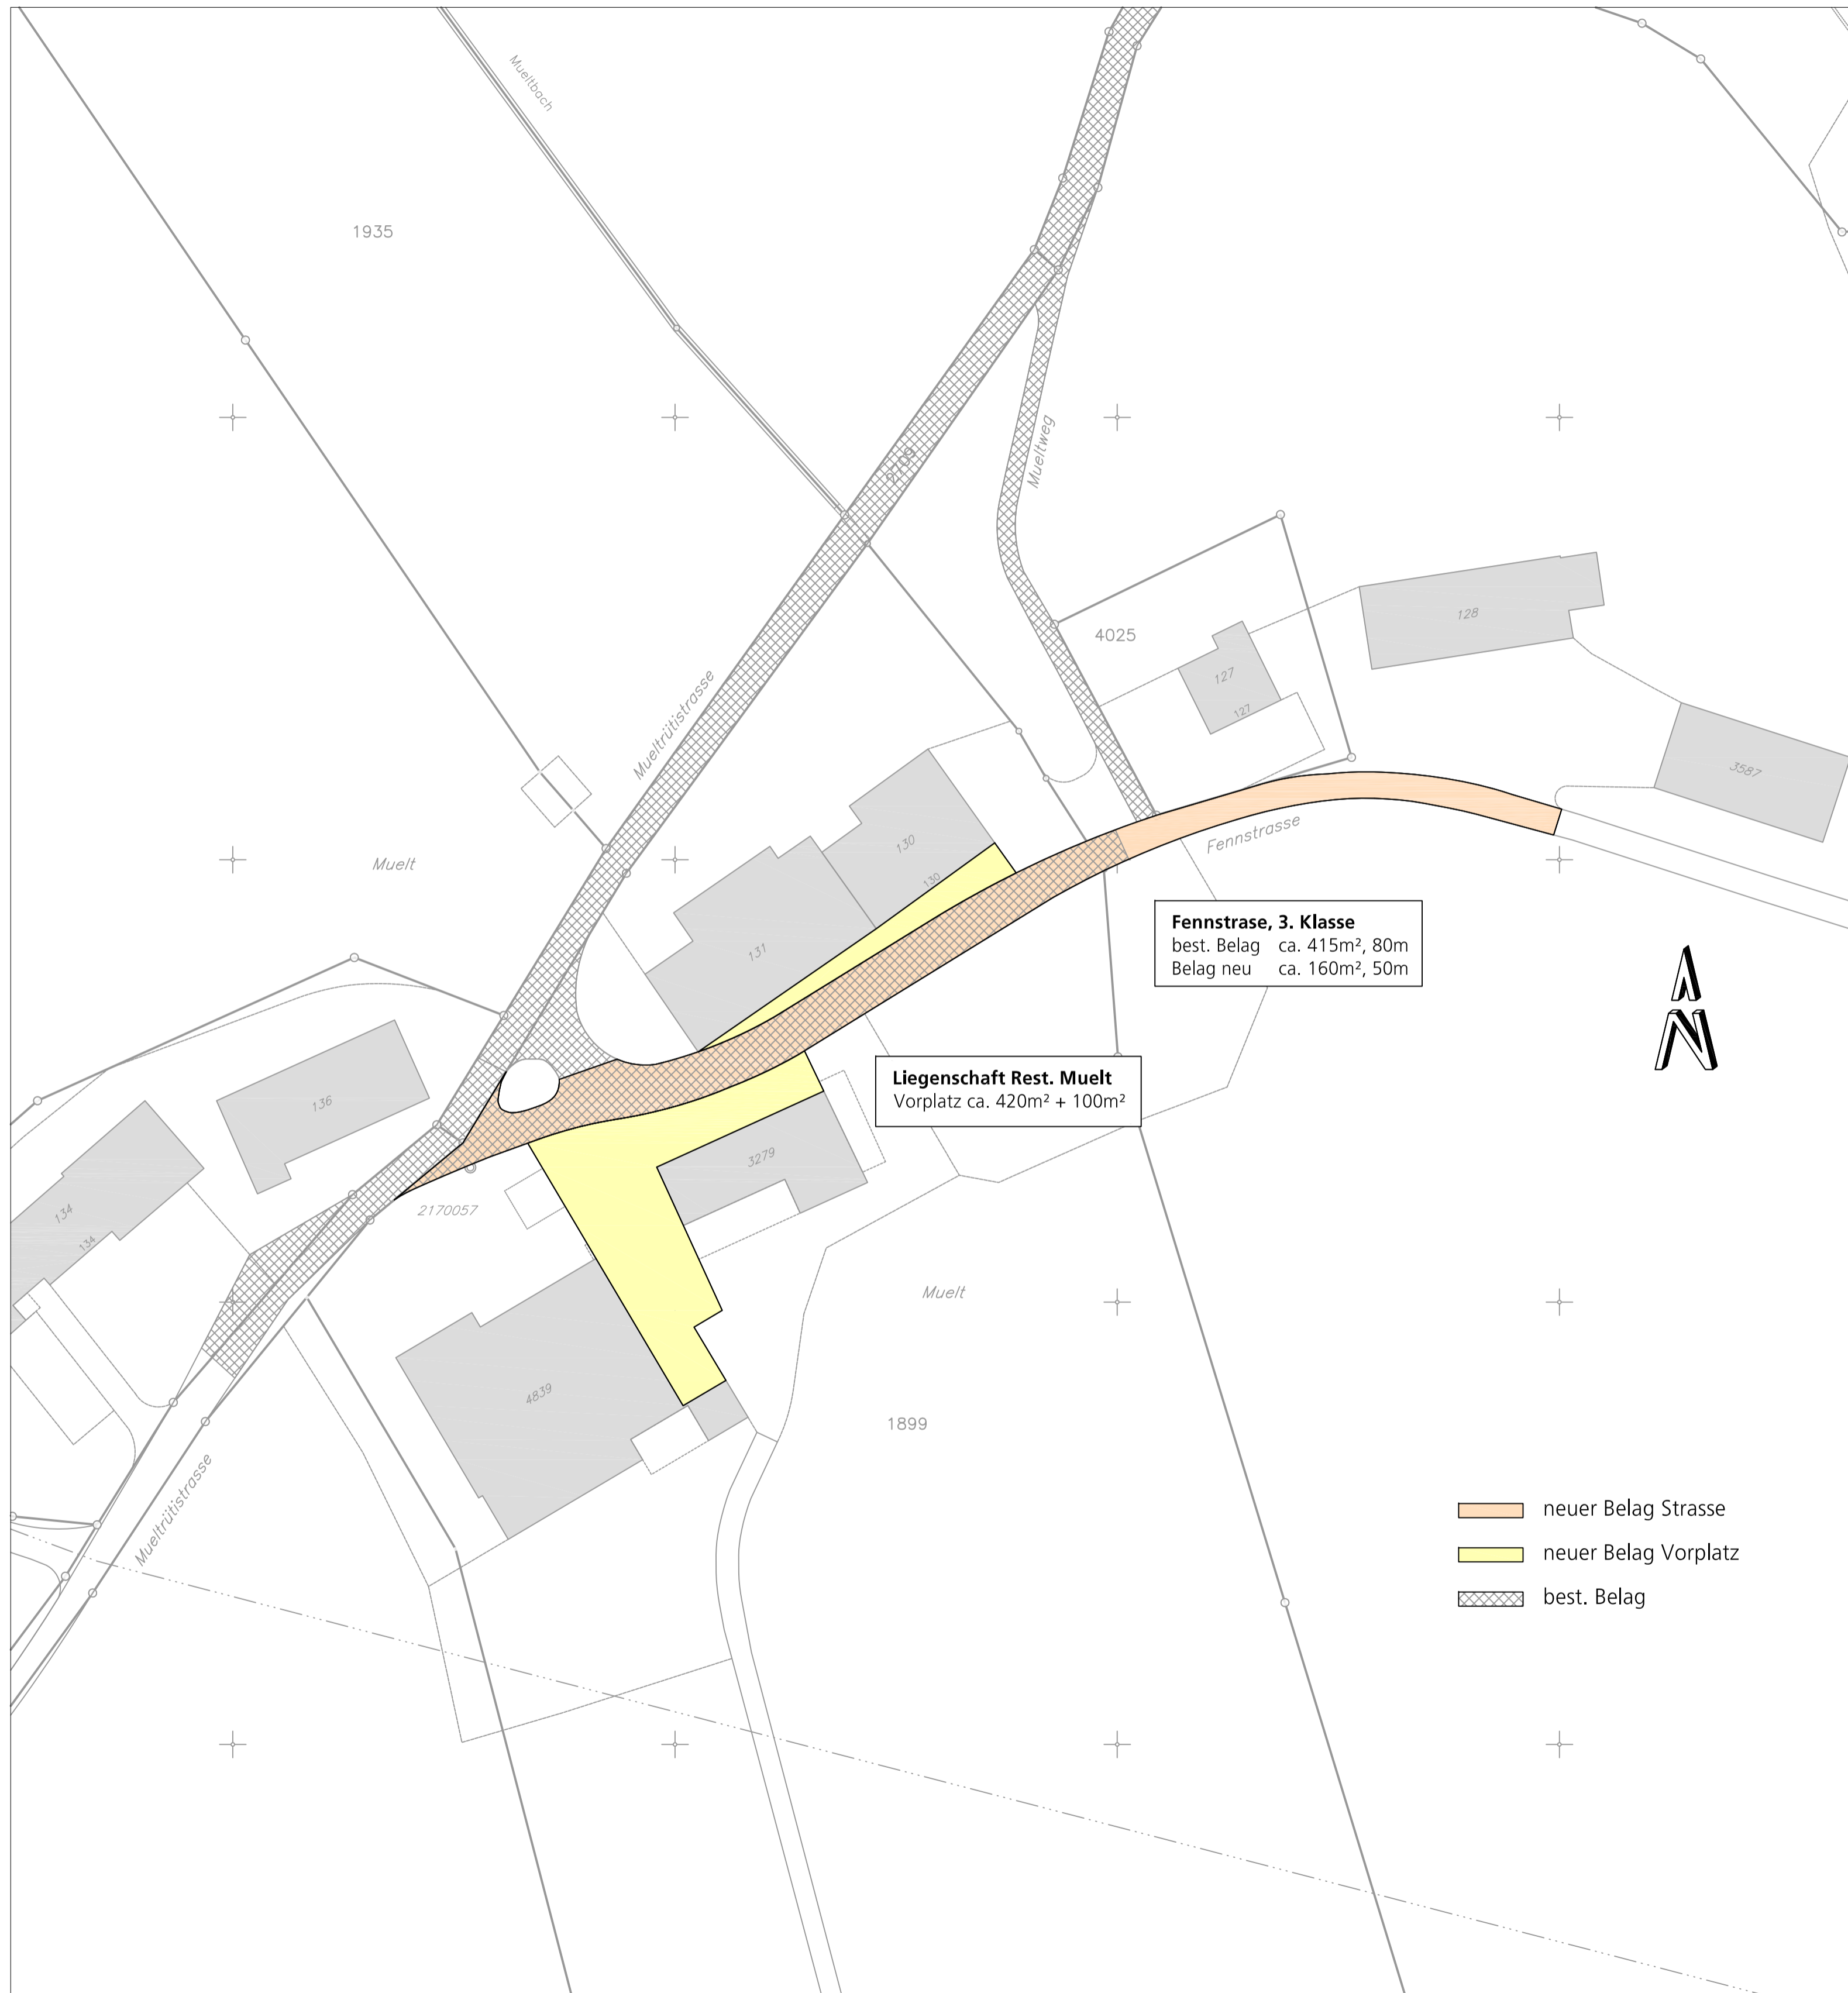 Mueltbach
1935
2709
Mueltweg
Mueltrütistrasse
4025
127
127
128
3587
130
130
131
Muelt
Fennstrasse
Fennstrase, 3. Klasse
best. Belag ca. 415m², 80m
Belag neu ca. 160m², 50m
N
Liegenschaft Rest. Muelt
Vorplatz ca. 420m² + 100m²
136
134
134
3279
2170057
Muelt
4839
1899
Mueltrütistrasse
neuer Belag Strasse
neuer Belag Vorplatz
best. Belag